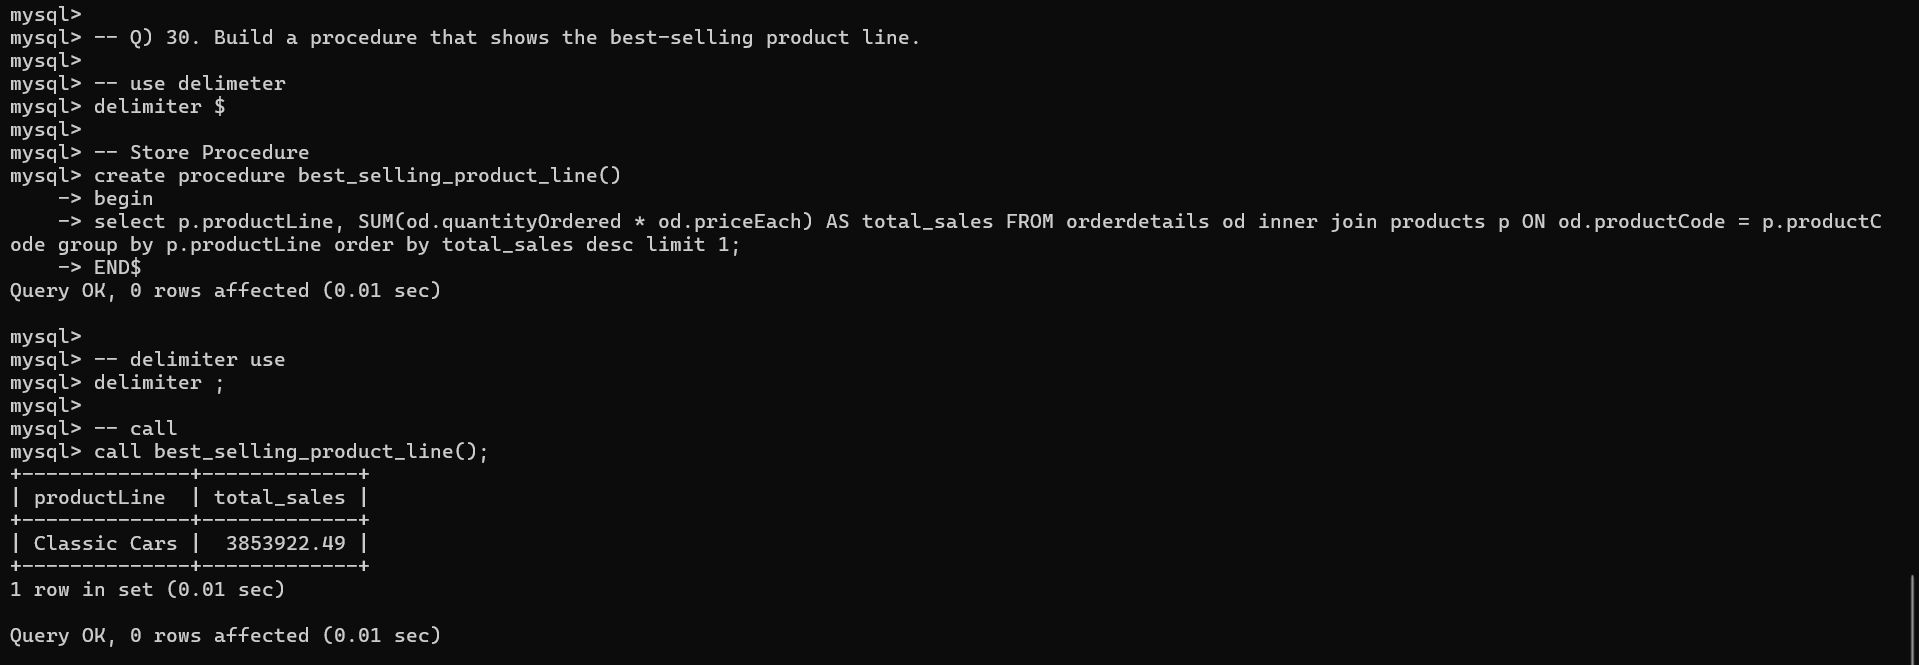 mysql>
mysql> -- Q) 30. Build a procedure that shows the best-selling product line.
mysql>
mysql> -- use delimeter
mysql> delimiter $
mysql>
mysql> -- Store Procedure
mysql> create procedure best_selling_product_line()
    -> begin
    -> select p.productLine, SUM(od.quantityOrdered * od.priceEach) AS total_sales FROM orderdetails od inner join products p ON od.productCode = p.productC
ode group by p.productLine order by total_sales desc limit 1;
    -> END$
Query OK, 0 rows affected (0.01 sec)

mysql>
mysql> -- delimiter use
mysql> delimiter ;
mysql>
mysql> -- call
mysql> call best_selling_product_line();
+--------------+-------------+
| productLine  | total_sales |
+--------------+-------------+
| Classic Cars |  3853922.49 |
+--------------+-------------+
1 row in set (0.01 sec)

Query OK, 0 rows affected (0.01 sec)